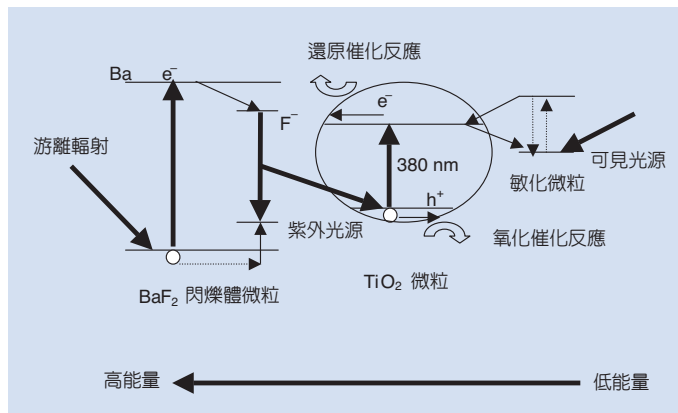 還原催化反應
Ba e⁻
F⁻
e⁻
游離輻射
380 nm
可見光源
敏化微粒
h⁺
紫外光源
氧化催化反應
BaF₂ 閃爍體微粒
TiO₂ 微粒
高能量
低能量